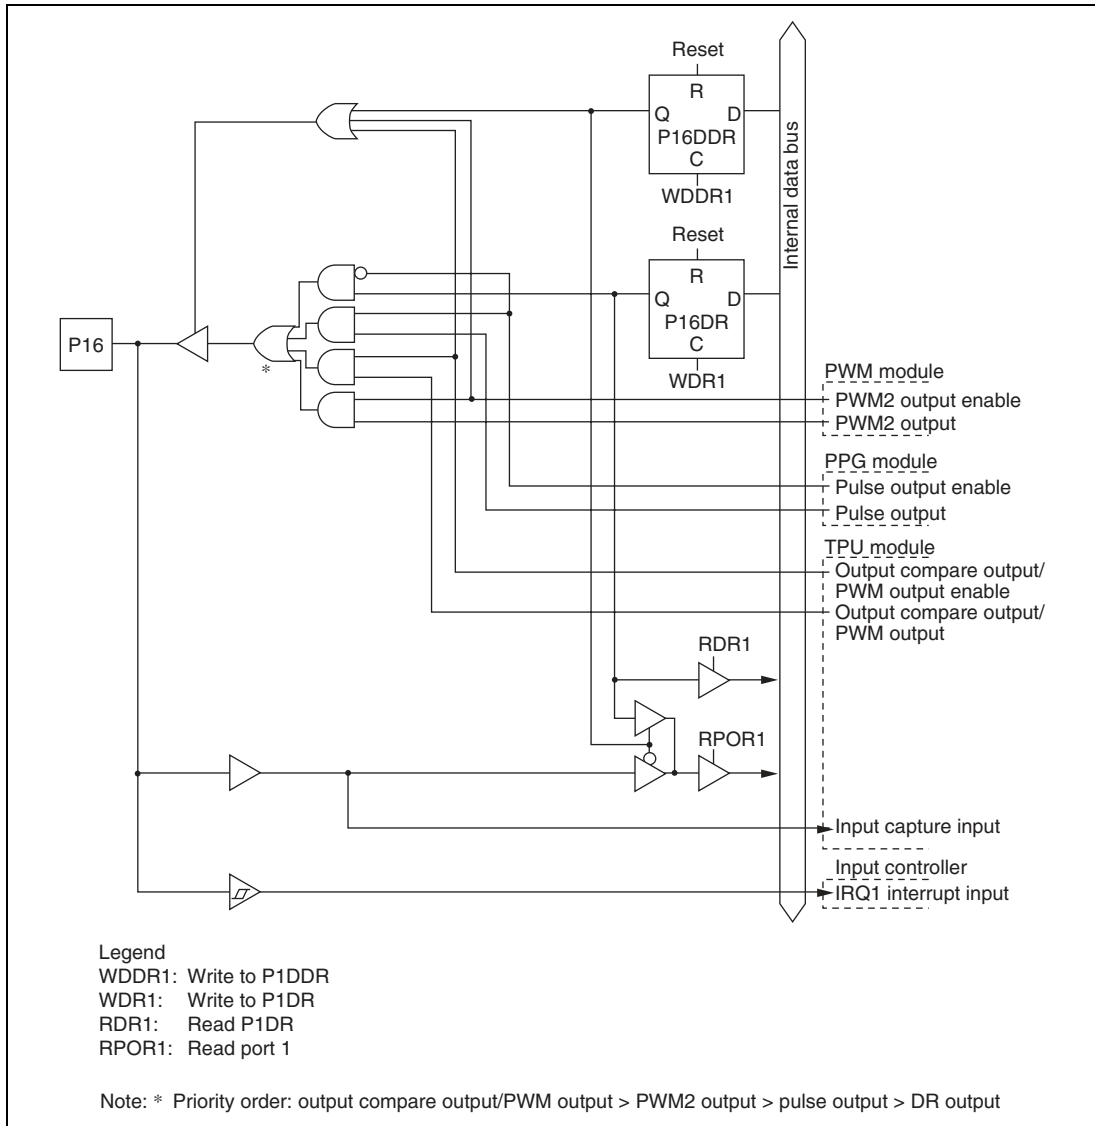 Reset
R
Q D
P16DDR
C
WDDR1
Internal data bus
Reset
R
Q D
P16DR
C
WDR1
P16
*
PWM module
PWM2 output enable
PWM2 output
PPG module
Pulse output enable
Pulse output
TPU module
Output compare output/
PWM output enable
Output compare output/
PWM output
RDR1
RPOR1
Input capture input
Input controller
IRQ1 interrupt input
Legend
WDDR1: Write to P1DDR
WDR1: Write to P1DR
RDR1: Read P1DR
RPOR1: Read port 1
Note: * Priority order: output compare output/PWM output > PWM2 output > pulse output > DR output